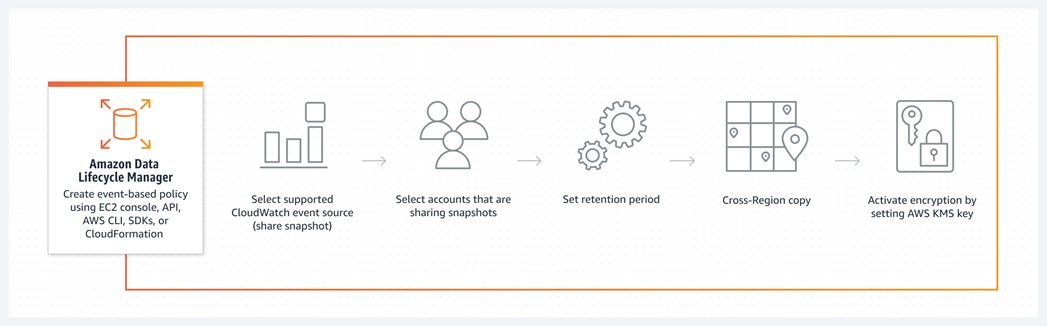 Amazon Data
Lifecycle Manager
Create event-based policy
using EC2 console, API,
AWS CLI, SDKs, or
CloudFormation
Select supported
CloudWatch event source
(share snapshot)
Select accounts that are
sharing snapshots
Set retention period
Cross-Region copy
Activate encryption by
setting AWS KMS key